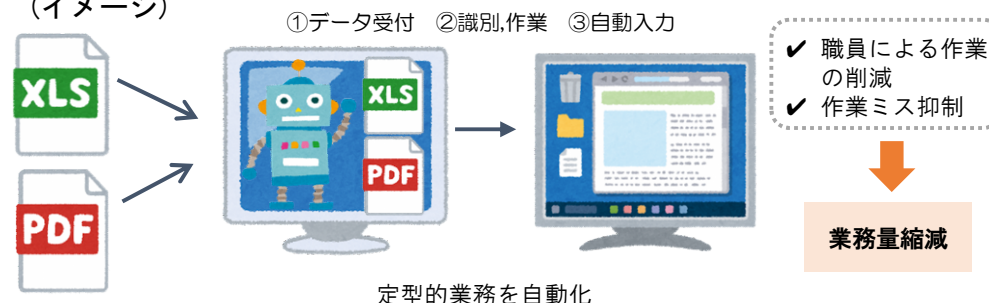 （イメージ）
①データ受付　②識別,作業　③自動入力
XLS
PDF
XLS
PDF
✔ 職員による作業
の削減
✔ 作業ミス抑制
業務量縮減
定型的業務を自動化